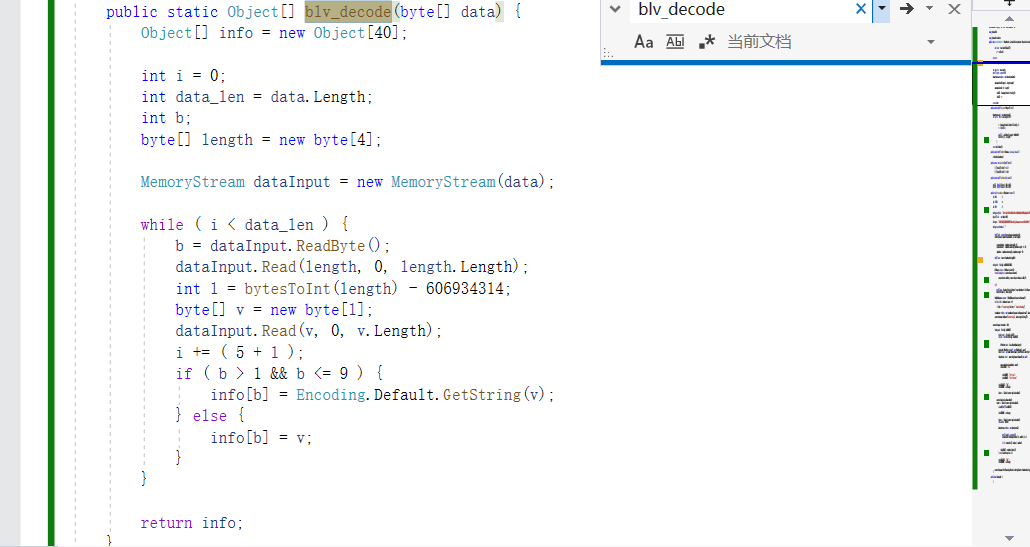 public static Object[] blv_decode(byte[] data) {
Object[] info = new Object[40];
int i = 0;
int data_len = data.Length;
int b;
byte[] length = new byte[4];
MemoryStream dataInput = new MemoryStream(data);
while ( i < data_len ) {
b = dataInput.ReadByte();
dataInput.Read(length, 0, length.Length);
int l = bytesToInt(length) - 606934314;
byte[] v = new byte[l];
dataInput.Read(v, 0, v.Length);
i += ( 5 + l );
if ( b > 1 && b <= 9 ) {
info[b] = Encoding.Default.GetString(v);
} else {
info[b] = v;
}
}
return info;
}
blv_decode
Aa Abl .* 当前文档